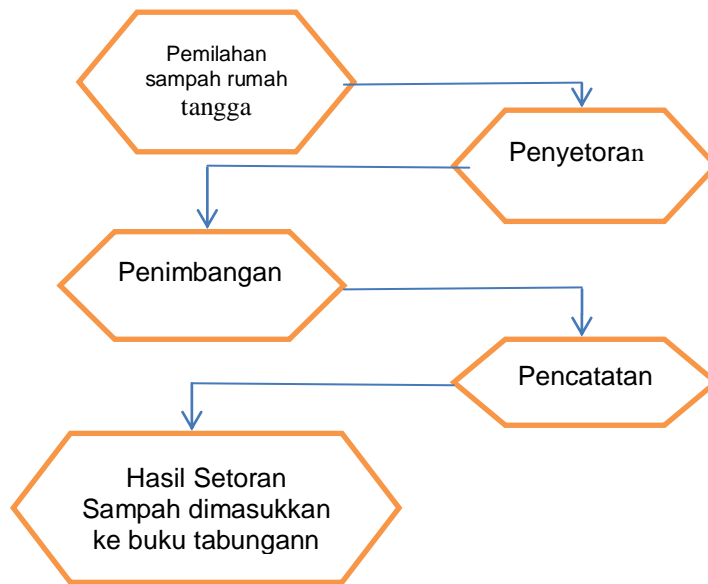 Pemilahan
sampah rumah
tangga
Penyetoran
Penimbangan
Pencatatan
Hasil Setoran
Sampah dimasukkan
ke buku tabungann